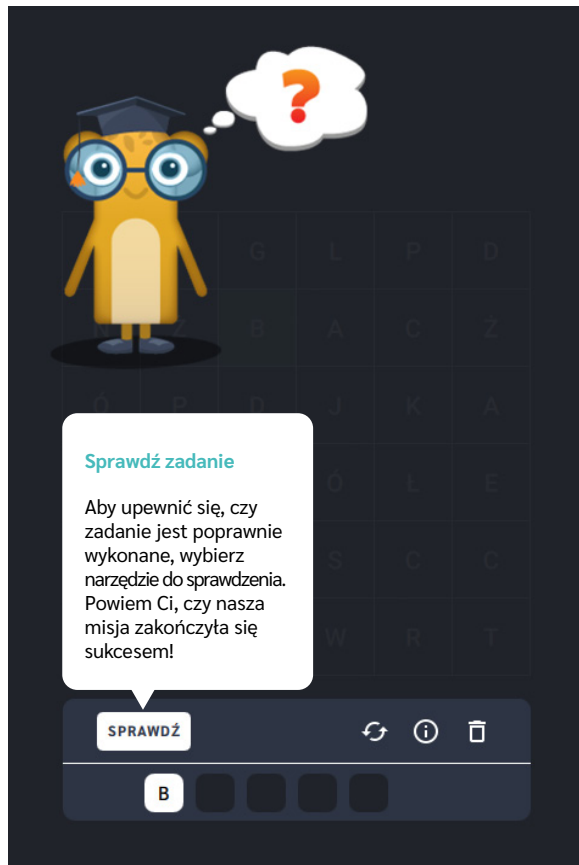 ?
G L P D
N Z B A C Ż
Ó P D J K A
Ó Ł E
S C C
W R T
Sprawdź zadanie
Aby upewnić się, czy
zadanie jest poprawnie
wykonane, wybierz
narzędzie do sprawdzenia.
Powiem Ci, czy nasza
misja zakończyła się
sukcesem!
SPRAWDŹ
B